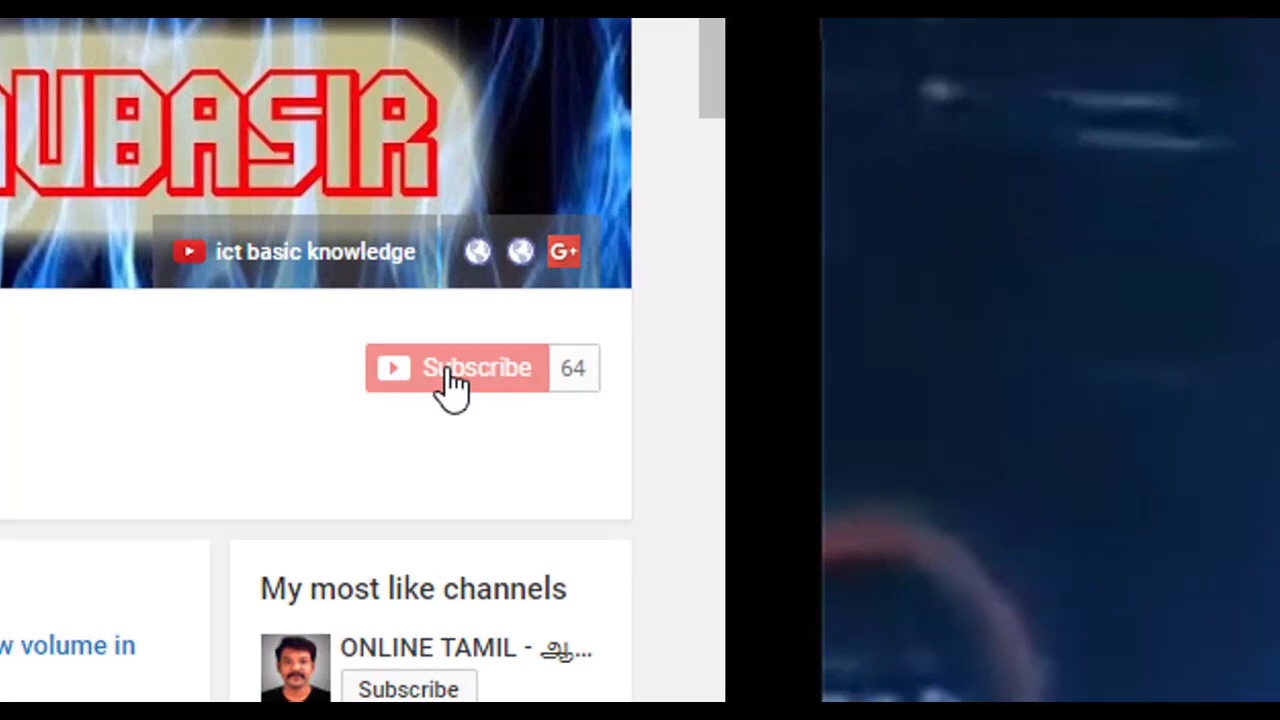 UBASIR
ict basic knowledge
G+
Subscribe 64
My most like channels
w volume in
ONLINE TAMIL - ஆ...
Subscribe